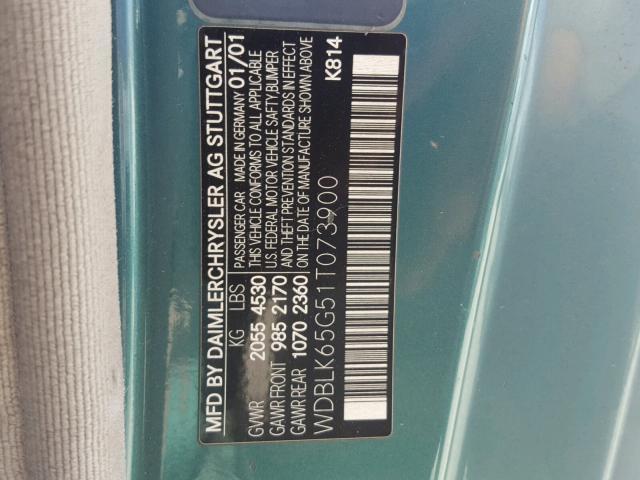 MFD BY DAIMLERCHRYSLER AG STUTTGART
PASSENGER CAR MADE IN GERMANY 01/01
KG LBS
GVWR 2055 4530
GAWR FRONT 985 2170
GAWR REAR 1070 2360
THIS VEHICLE CONFORMS TO ALL APPLICABLE
U.S. FEDERAL MOTOR VEHICLE SAFTY,BUMPER
AND THEFT PREVENTION STANDARDS IN EFFECT
ON THE DATE OF MANUFACTURE SHOWN ABOVE
WDBLK65G51T073900
K814